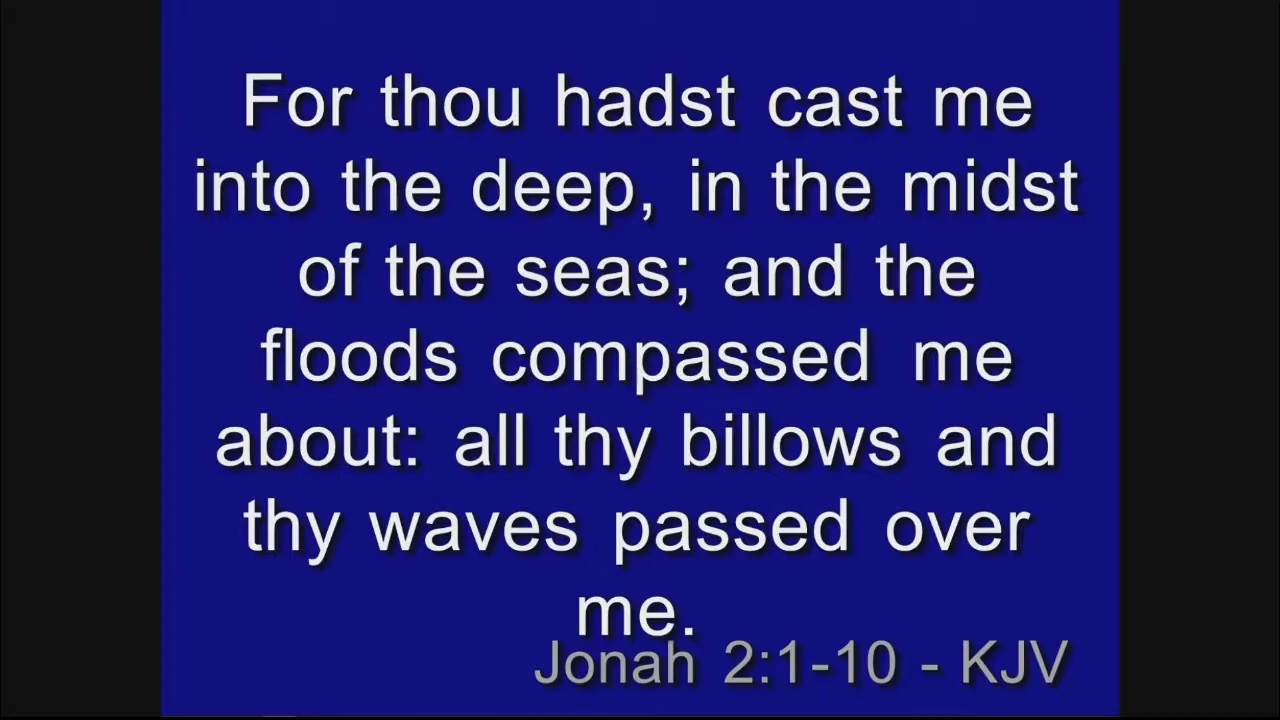 For thou hadst cast me
into the deep, in the midst
of the seas; and the
floods compassed me
about: all thy billows and
thy waves passed over
me.
Jonah 2:1-10 - KJV